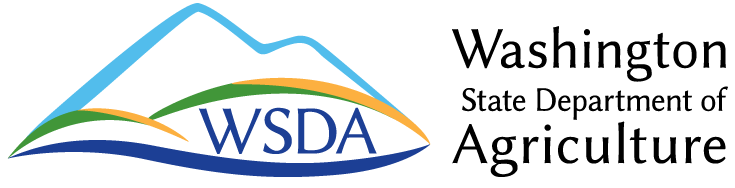 WSDA
Washington
State Department of
Agriculture